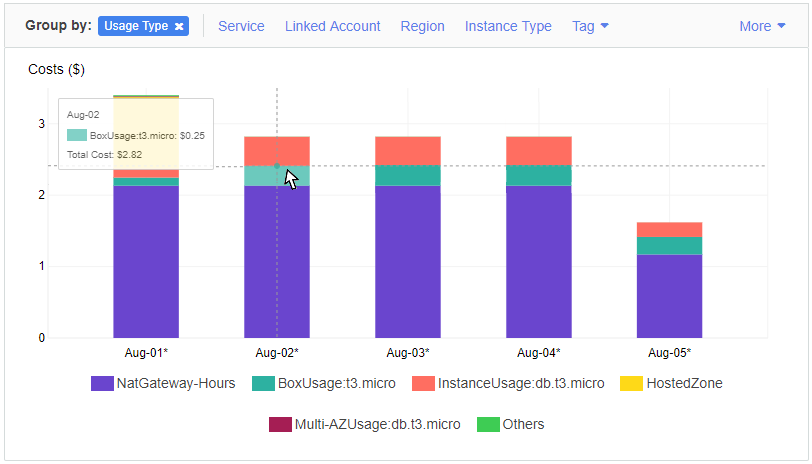 Group by: Usage Type × Service Linked Account Region Instance Type Tag More
Costs ($)
3
Aug-02
BoxUsage:t3.micro: $0.25
Total Cost: $2.82
2
1
0
Aug-01* Aug-02* Aug-03* Aug-04* Aug-05*
NatGateway-Hours BoxUsage:t3.micro InstanceUsage:db.t3.micro HostedZone
Multi-AZUsage:db.t3.micro Others